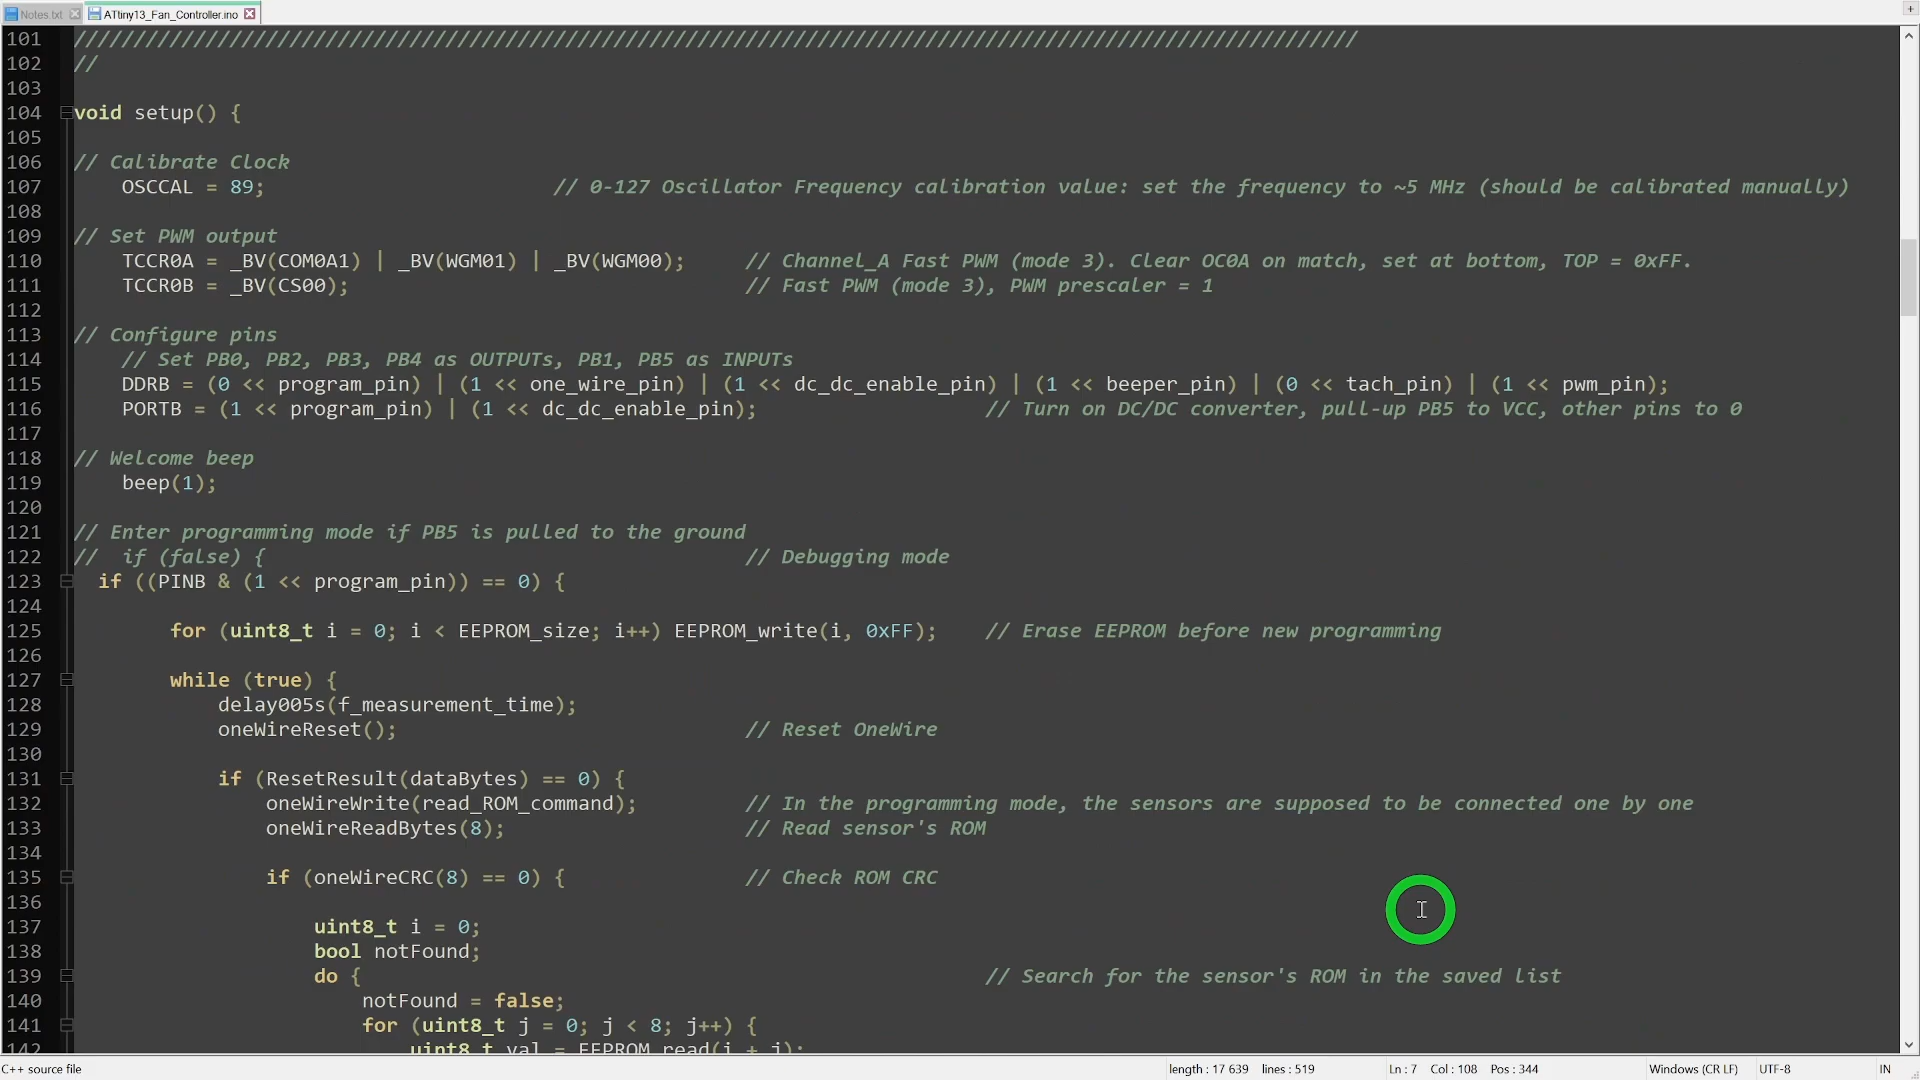 Notes.txt ATtiny13_Fan_Controller.ino
101 /////////////////////////////////////////////////////////////////////////////////////////////////////////////
102 //
103
104 void setup() {
105
106 // Calibrate Clock
107 OSCCAL = 89; // 0-127 Oscillator Frequency calibration value: set the frequency to ~5 MHz (should be calibrated manually)
108
109 // Set PWM output
110 TCCR0A = _BV(COM0A1) | _BV(WGM01) | _BV(WGM00); // Channel_A Fast PWM (mode 3). Clear OC0A on match, set at bottom, TOP = 0xFF.
111 TCCR0B = _BV(CS00); // Fast PWM (mode 3), PWM prescaler = 1
112
113 // Configure pins
114 // Set PB0, PB2, PB3, PB4 as OUTPUTs, PB1, PB5 as INPUTs
115 DDRB = (0 << program_pin) | (1 << one_wire_pin) | (1 << dc_dc_enable_pin) | (1 << beeper_pin) | (0 << tach_pin) | (1 << pwm_pin);
116 PORTB = (1 << program_pin) | (1 << dc_dc_enable_pin); // Turn on DC/DC converter, pull-up PB5 to VCC, other pins to 0
117
118 // Welcome beep
119 beep(1);
120
121 // Enter programming mode if PB5 is pulled to the ground
122 // if (false) { // Debugging mode
123 if ((PINB & (1 << program_pin)) == 0) {
124
125 for (uint8_t i = 0; i < EEPROM_size; i++) EEPROM_write(i, 0xFF); // Erase EEPROM before new programming
126
127 while (true) {
128 delay005s(f_measurement_time);
129 oneWireReset(); // Reset OneWire
130
131 if (ResetResult(dataBytes) == 0) {
132 oneWireWrite(read_ROM_command); // In the programming mode, the sensors are supposed to be connected one by one
133 oneWireReadBytes(8); // Read sensor's ROM
134
135 if (oneWireCRC(8) == 0) { // Check ROM CRC
136
137 uint8_t i = 0;
138 bool notFound;
139 do { // Search for the sensor's ROM in the saved list
140 notFound = false;
141 for (uint8_t j = 0; j < 8; j++) {
142 uint8_t val = EEPROM_read(i + j);
C++ source file length : 17 639 lines : 519 Ln : 7 Col : 108 Pos : 344 Windows (CR LF) UTF-8 IN